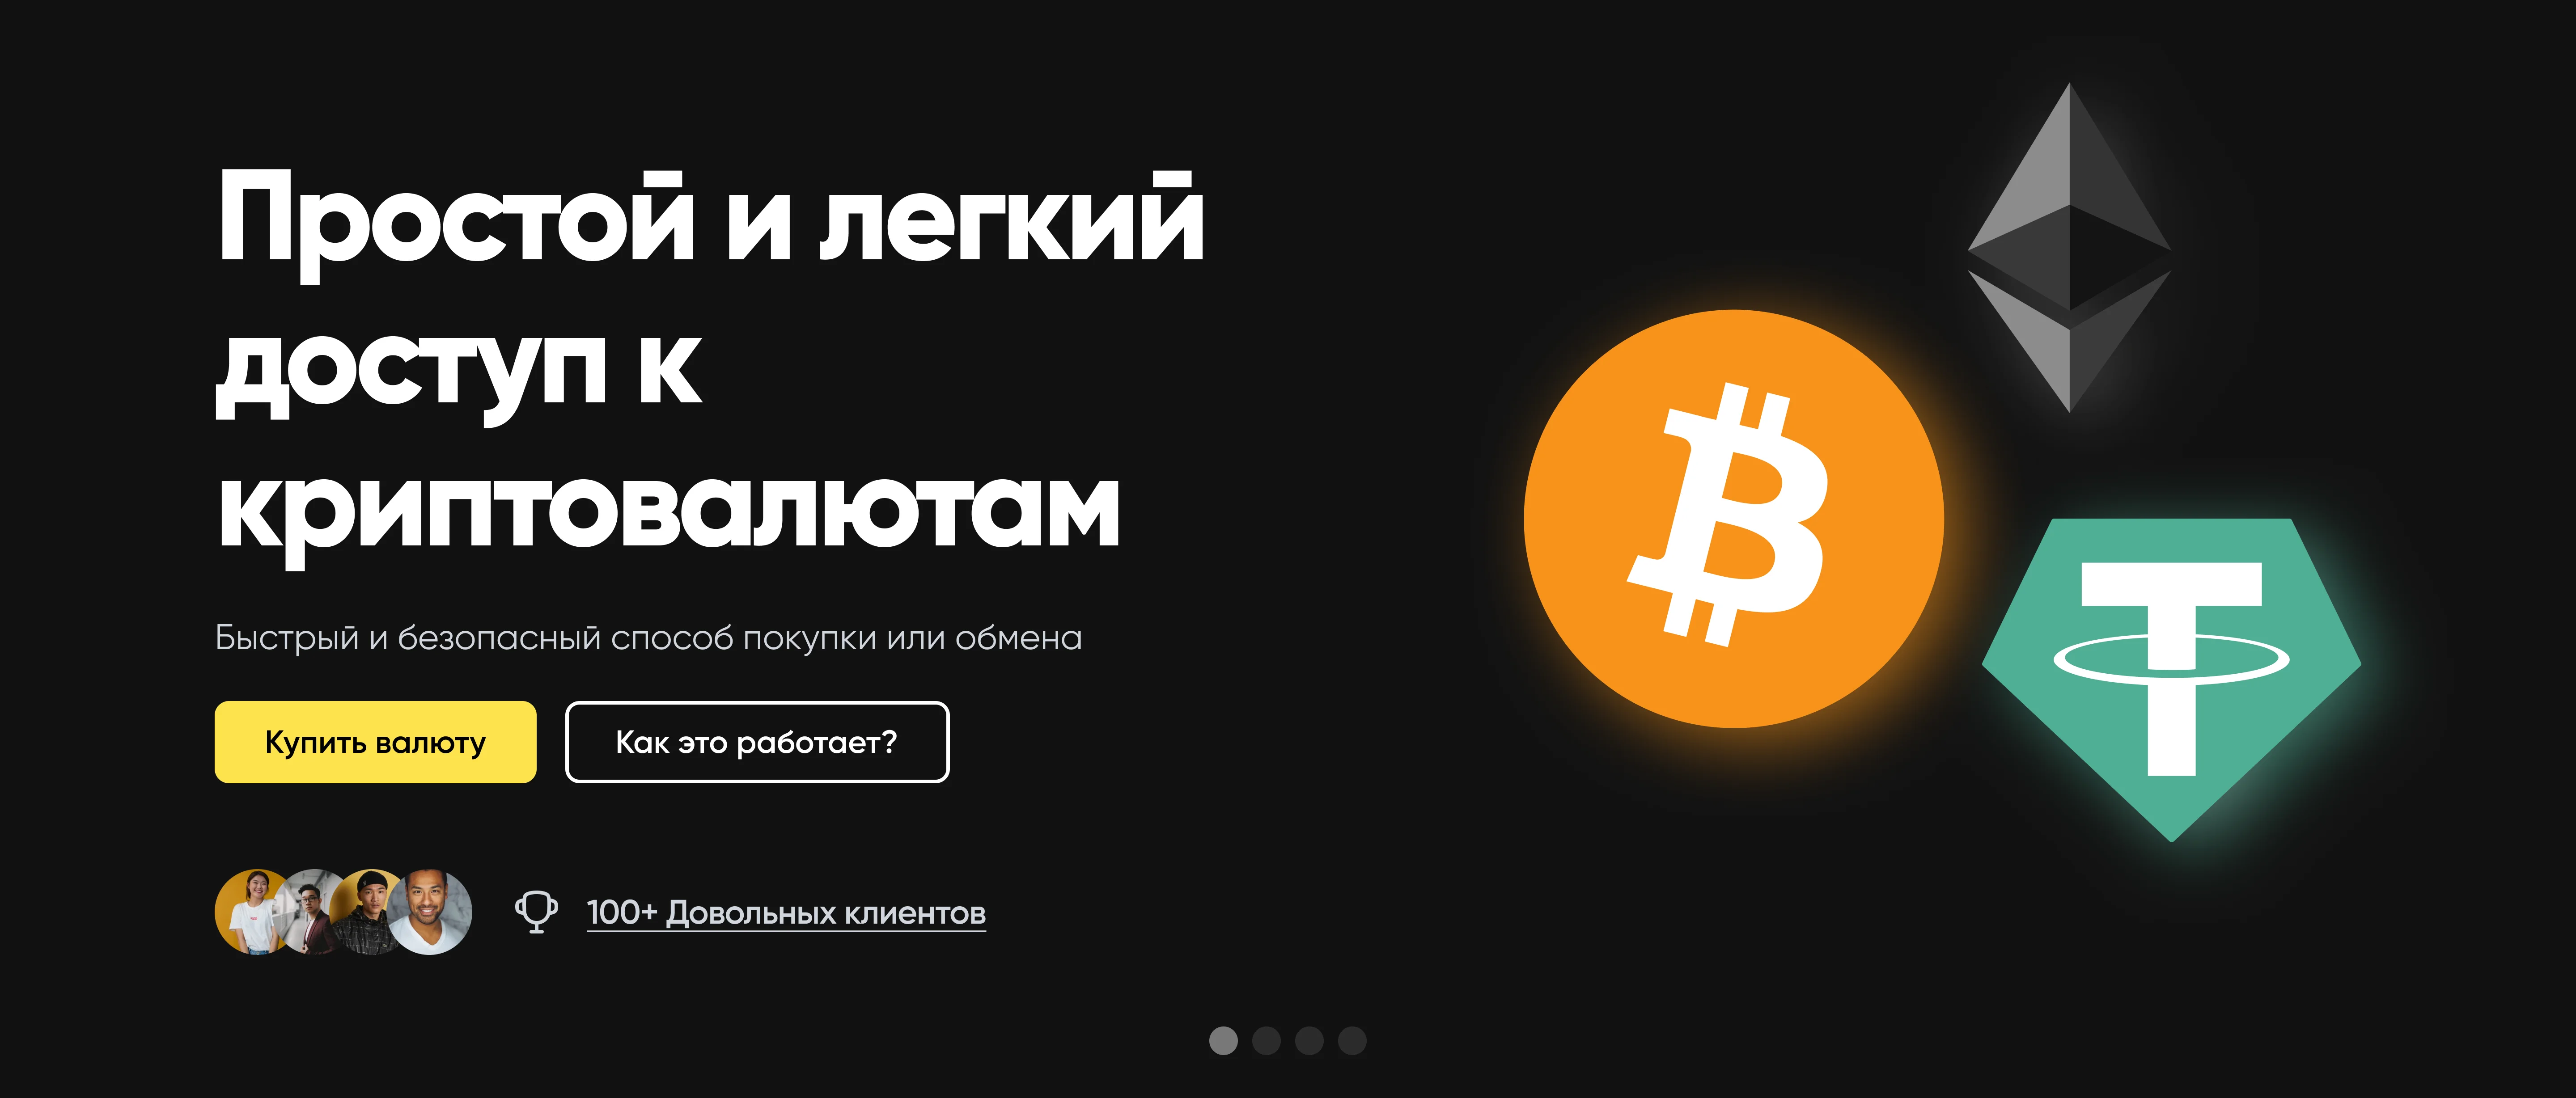 Простой и легкий
доступ к
криптовалютам
Быстрый и безопасный способ покупки или обмена
Купить валюту
Как это работает?
100+ Довольных клиентов